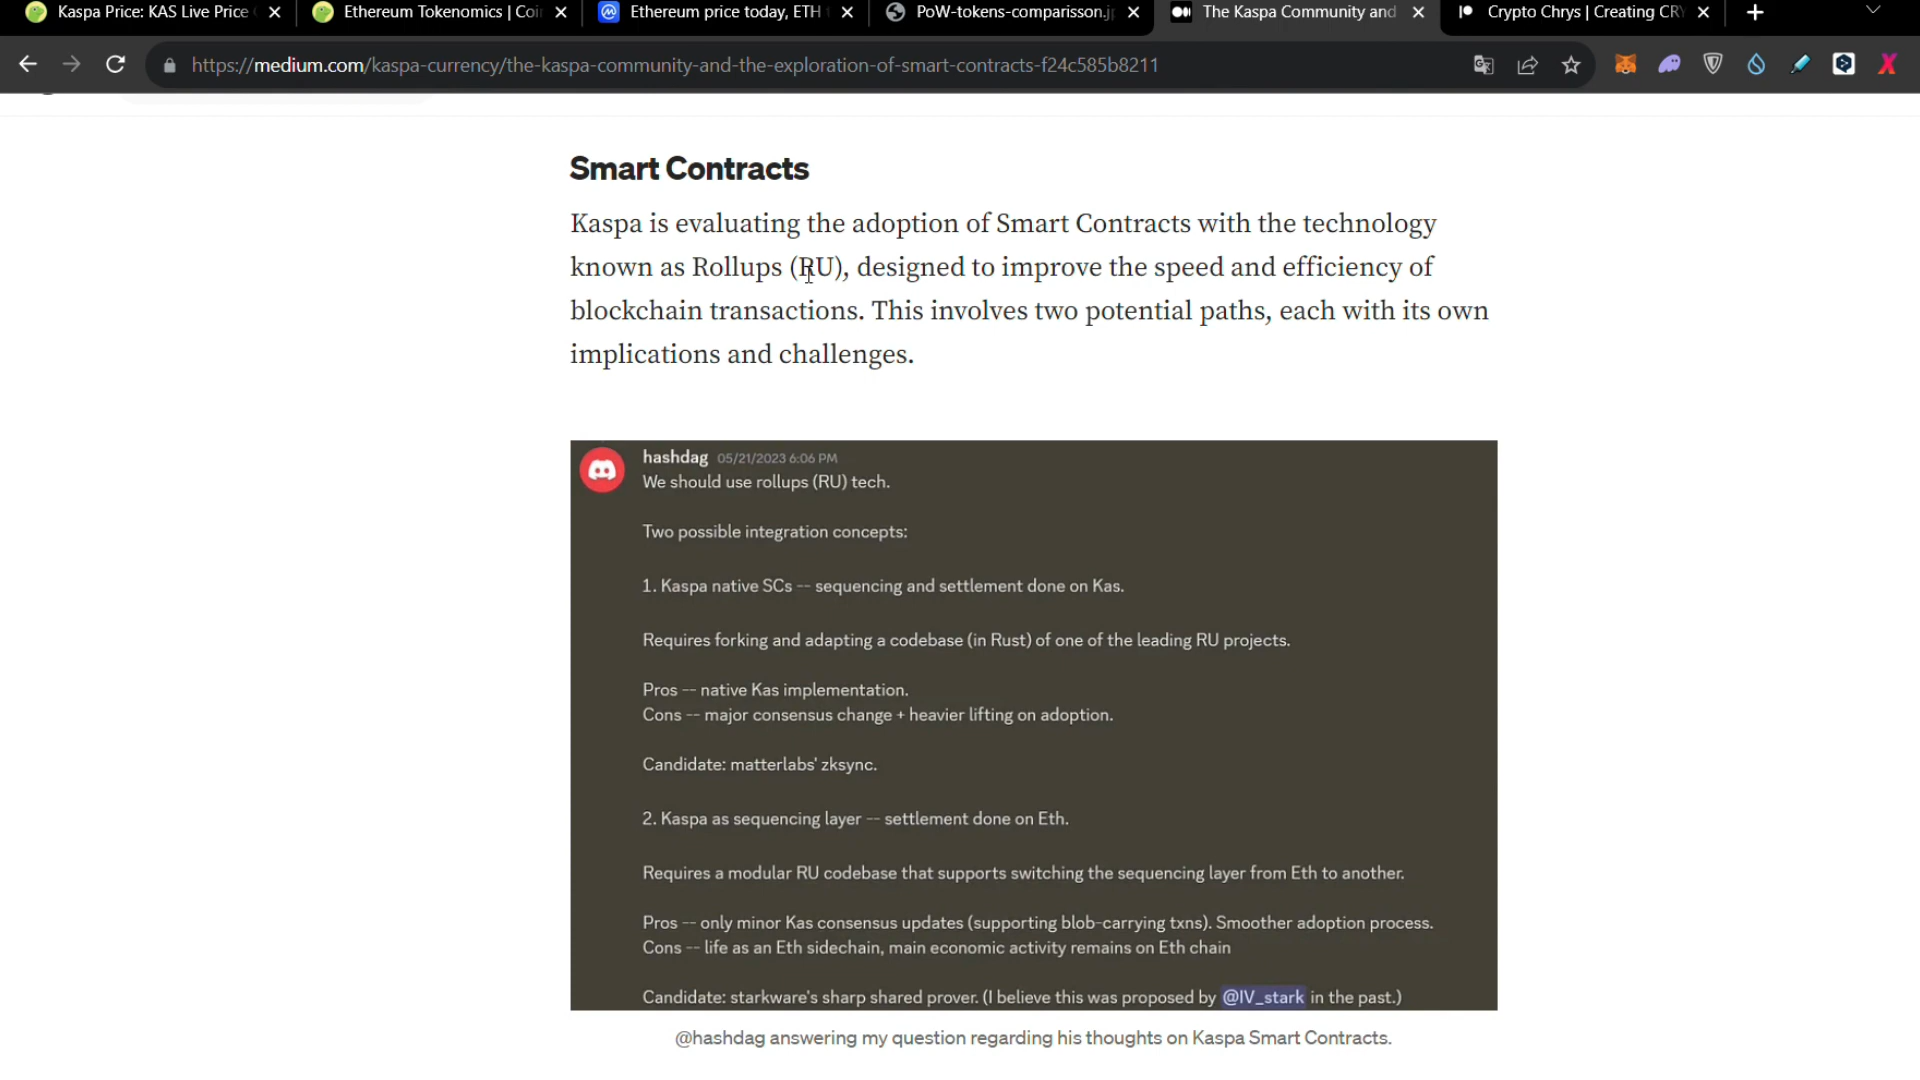 Kaspa Price: KAS Live Price
Ethereum Tokenomics | Coi
Ethereum price today, ETH
PoW-tokens-comparisson.j
The Kaspa Community and
Crypto Chrys | Creating CR
https://medium.com/kaspa-currency/the-kaspa-community-and-the-exploration-of-smart-contracts-f24c585b8211
Smart Contracts
Kaspa is evaluating the adoption of Smart Contracts with the technology
known as Rollups (RU), designed to improve the speed and efficiency of
blockchain transactions. This involves two potential paths, each with its own
implications and challenges.
hashdag 05/21/2023 6:06 PM
We should use rollups (RU) tech.
Two possible integration concepts:
1. Kaspa native SCs -- sequencing and settlement done on Kas.
Requires forking and adapting a codebase (in Rust) of one of the leading RU projects.
Pros -- native Kas implementation.
Cons -- major consensus change + heavier lifting on adoption.
Candidate: matterlabs' zksync.
2. Kaspa as sequencing layer -- settlement done on Eth.
Requires a modular RU codebase that supports switching the sequencing layer from Eth to another.
Pros -- only minor Kas consensus updates (supporting blob-carrying txns). Smoother adoption process.
Cons -- life as an Eth sidechain, main economic activity remains on Eth chain
Candidate: starkware's sharp shared prover. (I believe this was proposed by @IV_stark in the past.)
@hashdag answering my question regarding his thoughts on Kaspa Smart Contracts.